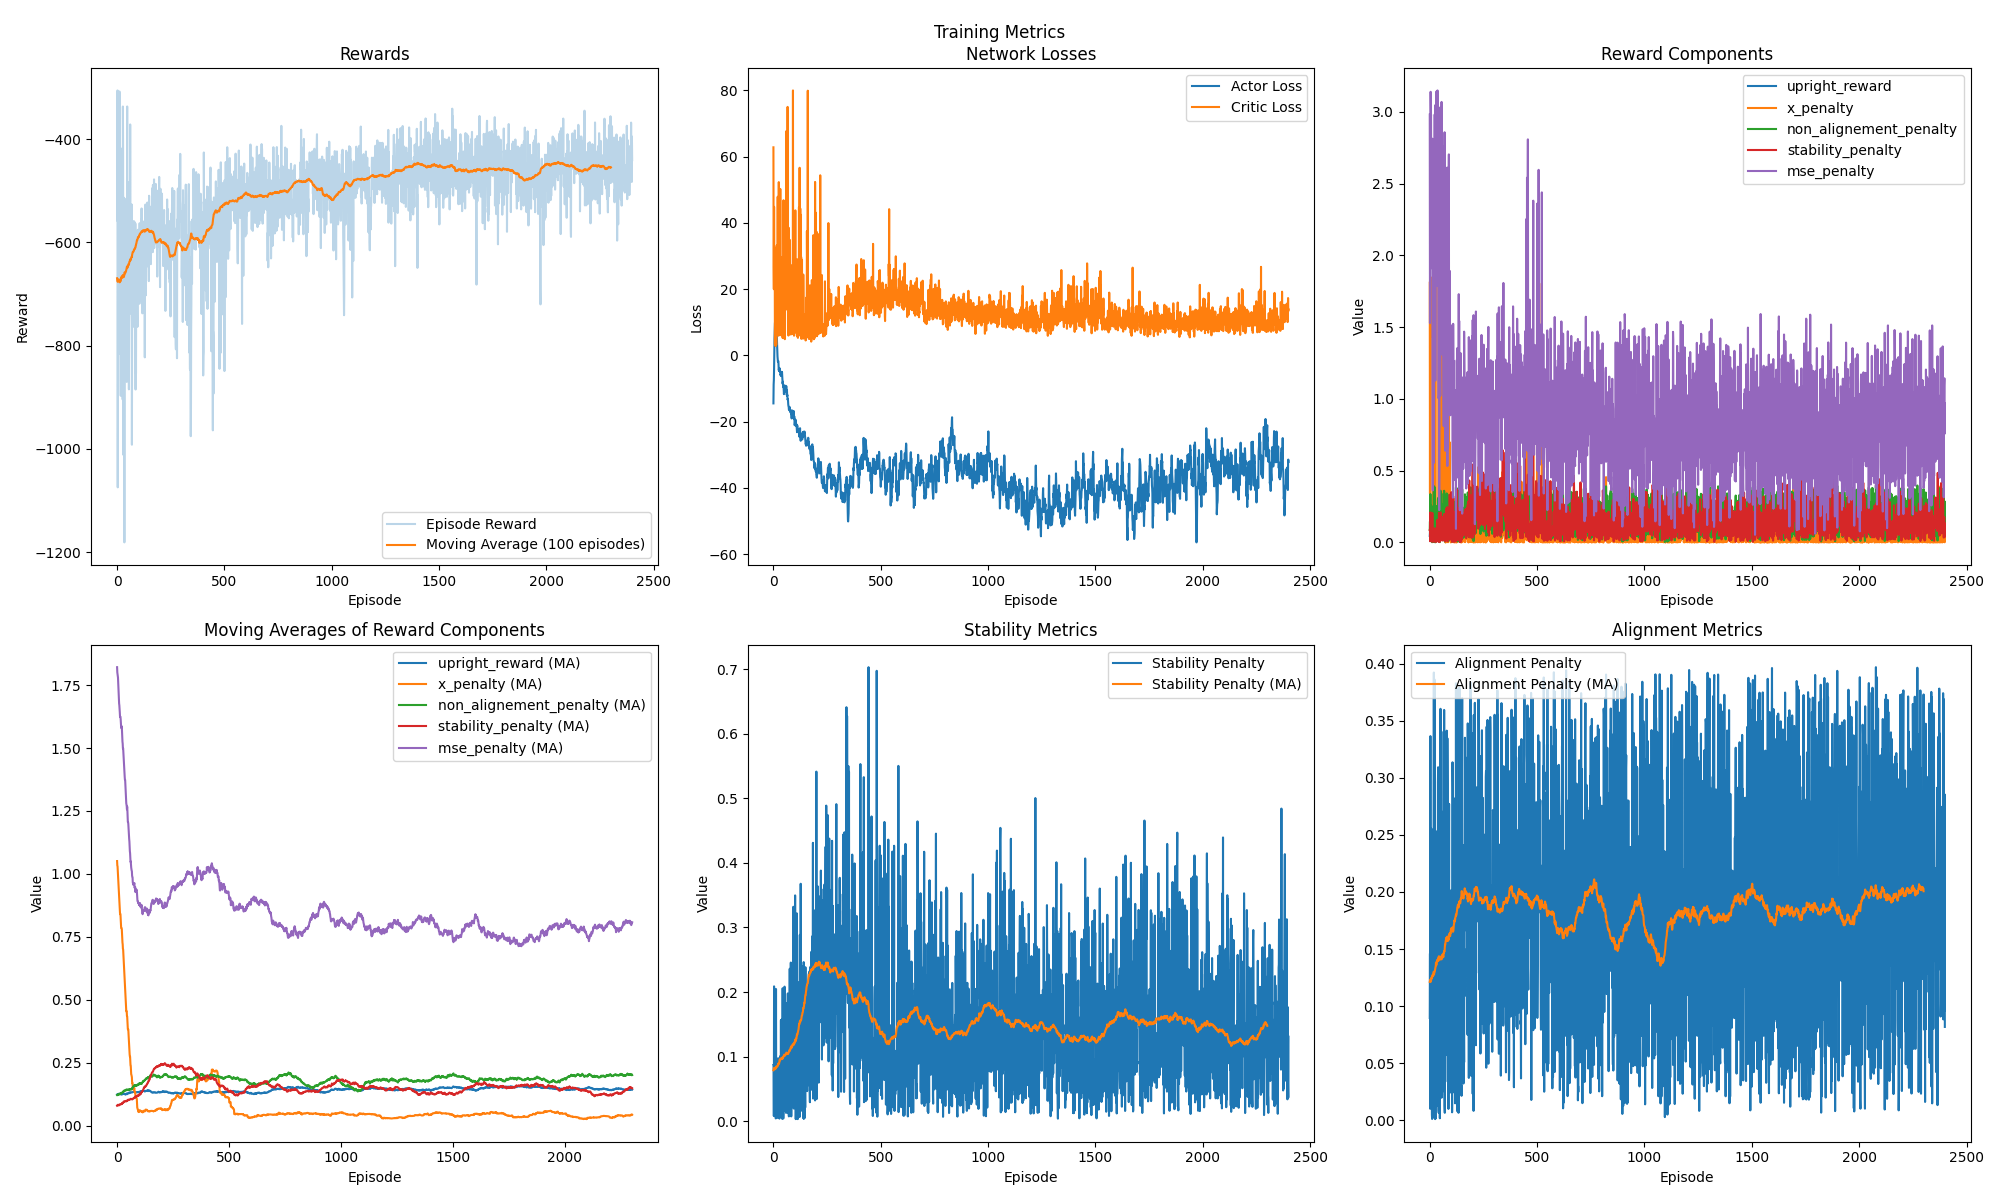 Training Metrics
Rewards
Reward
−400
−600
−800
−1000
−1200
Episode Reward
Moving Average (100 episodes)
0 500 1000 1500 2000 2500
Episode
Network Losses
Loss
80
60
40
20
0
−20
−40
−60
Actor Loss
Critic Loss
0 500 1000 1500 2000 2500
Episode
Reward Components
Value
3.0
2.5
2.0
1.5
1.0
0.5
0.0
upright_reward
x_penalty
non_alignement_penalty
stability_penalty
mse_penalty
0 500 1000 1500 2000 2500
Episode
Moving Averages of Reward Components
Value
1.75
1.50
1.25
1.00
0.75
0.50
0.25
0.00
upright_reward (MA)
x_penalty (MA)
non_alignement_penalty (MA)
stability_penalty (MA)
mse_penalty (MA)
0 500 1000 1500 2000
Episode
Stability Metrics
Value
0.7
0.6
0.5
0.4
0.3
0.2
0.1
0.0
Stability Penalty
Stability Penalty (MA)
0 500 1000 1500 2000 2500
Episode
Alignment Metrics
Value
0.40
0.35
0.30
0.25
0.20
0.15
0.10
0.05
0.00
Alignment Penalty
Alignment Penalty (MA)
0 500 1000 1500 2000 2500
Episode